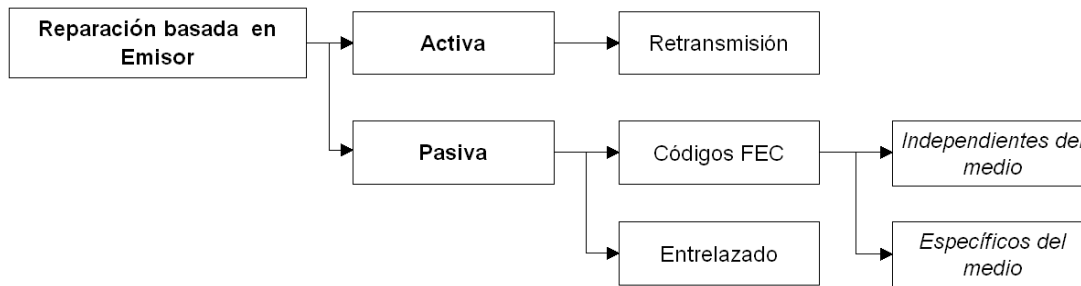 Reparación basada en
Emisor
Activa
Retransmisión
Pasiva
Códigos FEC
Independientes del
medio
Entrelazado
Específicos del
medio